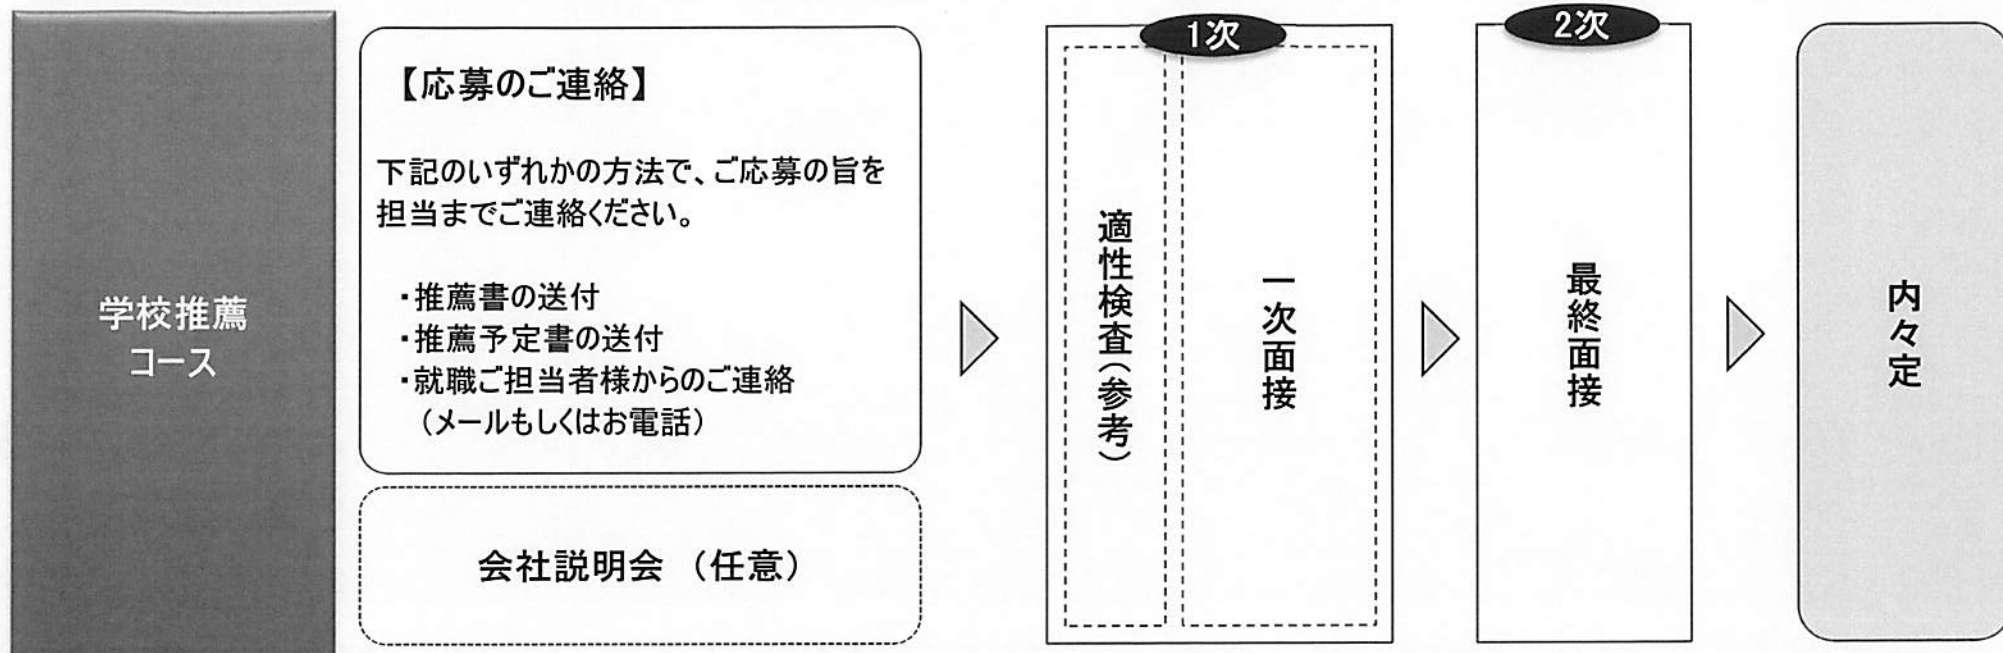 学校推薦
コース
【応募のご連絡】
下記のいずれかの方法で、ご応募の旨を
担当までご連絡ください。
・推薦書の送付
・推薦予定書の送付
・就職ご担当者様からのご連絡
（メールもしくはお電話）
会社説明会 （任意）
1次
適性検査（参考）
一次面接
2次
最終面接
内々定